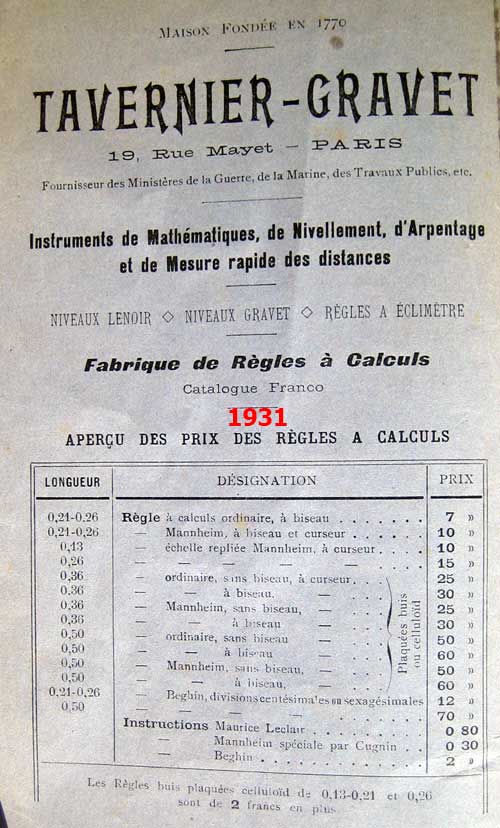 MAISON FONDÉE EN 1770
TAVERNIER-GRAVET
19, Rue Mayet — PARIS
Fournisseur des Ministères de la Guerre, de la Marine, des Travaux Publics, etc.
Instruments de Mathématiques, de Nivellement, d'Arpentage
et de Mesure rapide des distances
NIVEAUX LENOIR ◇ NIVEAUX GRAVET ◇ RÈGLES A ÉCLIMÈTRE
Fabrique de Règles à Calculs
Catalogue Franco
1931
APERÇU DES PRIX DES RÈGLES A CALCULS
LONGUEUR DÉSIGNATION PRIX
0,21-0,26 Règle à calculs ordinaire, à biseau . . . . . . . 7 »
0,21-0,26 — Mannheim, à biseau et curseur . . . . . 10 »
0,13 — échelle repliée Mannheim, à curseur . . . . 10 »
0,26 — — — — — . . . . 15 »
0,36 — ordinaire, sans biseau, à curseur . . . 25 »
0,36 — — à biseau, — . . . 30 »
0,36 — Mannheim, sans biseau, — . . . 25 »
0,36 — — à biseau — . . . 30 »
0,50 — ordinaire, sans biseau — . . . 50 »
0,50 — — à biseau — . . . 60 »
0,50 — Mannheim, sans biseau, — . . . 50 »
0,50 — — à biseau, — . . . 60 »
Plaquées buis
ou celluloïd
0,21-0,26 — Beghin, divisions centésimales ou sexagésimales 12 »
0,50 — — — — — . . . 70 »
Instructions Maurice Leclair . . . . . . . 0 80
— Mannheim spéciale par Cugnin . . 0 30
— Beghin . . . . . . . 2 »
Les Règles buis plaquées celluloïd de 0,13-0,21 et 0,26
sont de 2 francs en plus